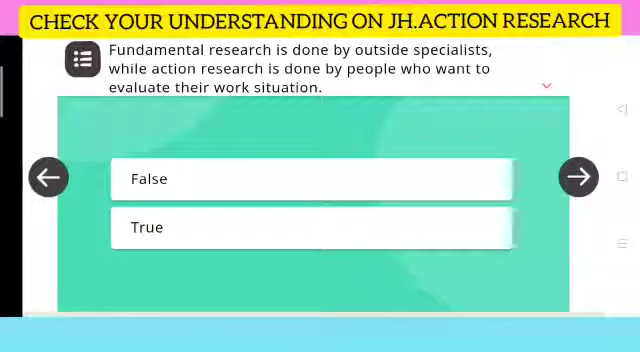 CHECK YOUR UNDERSTANDING ON JH.ACTION RESEARCH
Fundamental research is done by outside specialists,
while action research is done by people who want to
evaluate their work situation.
False
True